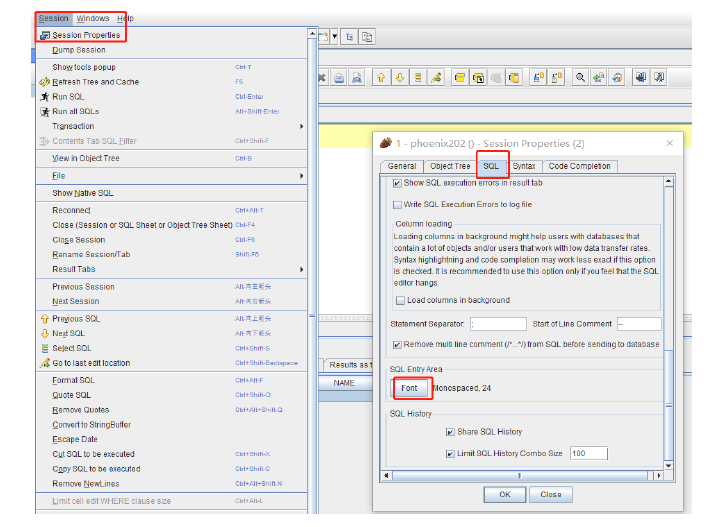 Session Windows Help
Session Properties
Dump Session
Show tools popup Ctrl-T
Refresh Tree and Cache F5
Run SQL Ctrl-Enter
Run all SQLs Alt+Shift-Enter
Transaction
Contents Tab SQL Filter Ctrl+Shift-F
View in Object Tree Ctrl-B
File
Show Native SQL
Reconnect Ctrl+Alt-T
Close (Session or SQL Sheet or Object Tree Sheet) Ctrl-F4
Close Session Ctrl-F6
Rename Session/Tab Shift-F6
Result Tabs
Previous Session Alt-向左箭头
Next Session Alt-向右箭头
Previous SQL Alt-向上箭头
Next SQL Alt-向下箭头
Select SQL Ctrl+Shift-S
Go to last edit location Ctrl+Shift-Backspace
Format SQL Ctrl+Alt-F
Quote SQL Ctrl+Shift-Q
Remove Quotes Ctrl+Alt+Shift-Q
Convert to StringBuffer
Escape Date
Cut SQL to be executed Ctrl+Shift-X
Copy SQL to be executed Ctrl+Shift-C
Remove NewLines Ctrl+Alt+Shift-N
Limit cell edit WHERE clause size Ctrl+Alt-L
Results as t
NAME
1 - phoenix202 () - Session Properties (2)
General Object Tree SQL Syntax Code Completion
Show SQL execution errors in result tab
Write SQL Execution Errors to log file
Column loading
Loading columns in background might help users with databases that
contain a lot of objects and/or users that work with low data transfer rates.
Syntax highlightning and code completion may work less exact if this option
is checked. It is recommended to use this option only if you feel that the SQL
editor hangs.
Load columns in background
Statement Separator: ; Start of Line Comment --
Remove multi line comment (/*...*/) from SQL before sending to database
SQL Entry Area
Font Monospaced, 24
SQL History
Share SQL History
Limit SQL History Combo Size 100
OK Close